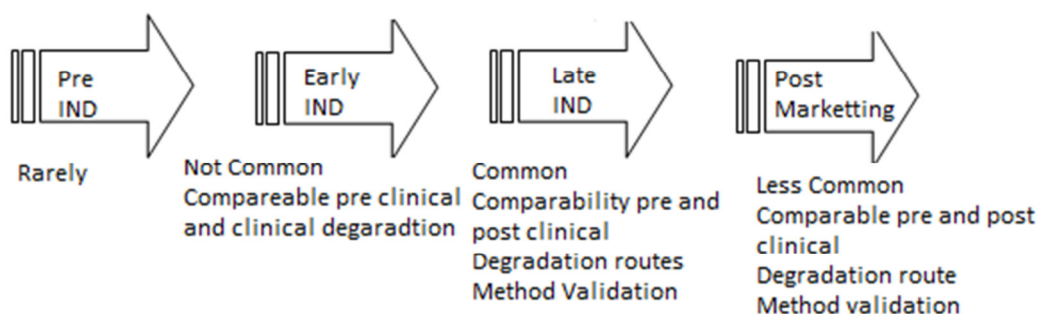 Pre
IND
Rarely
Early
IND
Not Common
Compareable pre clinical
and clinical degaradtion
Late
IND
Common
Comparability pre and
post clinical
Degradation routes
Method Validation
Post
Marketting
Less Common
Comparable pre and post
clinical
Degradation route
Method validation